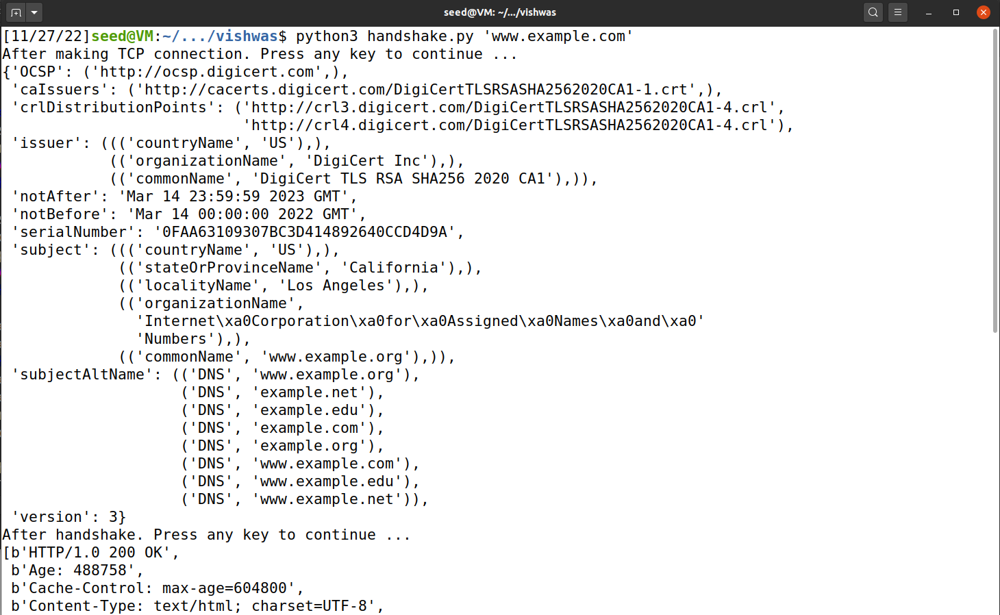 seed@VM: ~/.../vishwas
[11/27/22]seed@VM:~/.../vishwas$ python3 handshake.py 'www.example.com'
After making TCP connection. Press any key to continue ...
{'OCSP': ('http://ocsp.digicert.com',),
 'caIssuers': ('http://cacerts.digicert.com/DigiCertTLSRSASHA2562020CA1-1.crt',),
 'crlDistributionPoints': ('http://crl3.digicert.com/DigiCertTLSRSASHA2562020CA1-4.crl',
                           'http://crl4.digicert.com/DigiCertTLSRSASHA2562020CA1-4.crl'),
 'issuer': ((('countryName', 'US'),),
            (('organizationName', 'DigiCert Inc'),),
            (('commonName', 'DigiCert TLS RSA SHA256 2020 CA1'),)),
 'notAfter': 'Mar 14 23:59:59 2023 GMT',
 'notBefore': 'Mar 14 00:00:00 2022 GMT',
 'serialNumber': '0FAA63109307BC3D414892640CCD4D9A',
 'subject': ((('countryName', 'US'),),
             (('stateOrProvinceName', 'California'),),
             (('localityName', 'Los Angeles'),),
             (('organizationName',
               'Internet\xa0Corporation\xa0for\xa0Assigned\xa0Names\xa0and\xa0'
               'Numbers'),),
             (('commonName', 'www.example.org'),)),
 'subjectAltName': (('DNS', 'www.example.org'),
                    ('DNS', 'example.net'),
                    ('DNS', 'example.edu'),
                    ('DNS', 'example.com'),
                    ('DNS', 'example.org'),
                    ('DNS', 'www.example.com'),
                    ('DNS', 'www.example.edu'),
                    ('DNS', 'www.example.net')),
 'version': 3}
After handshake. Press any key to continue ...
[b'HTTP/1.0 200 OK',
 b'Age: 488758',
 b'Cache-Control: max-age=604800',
 b'Content-Type: text/html; charset=UTF-8',